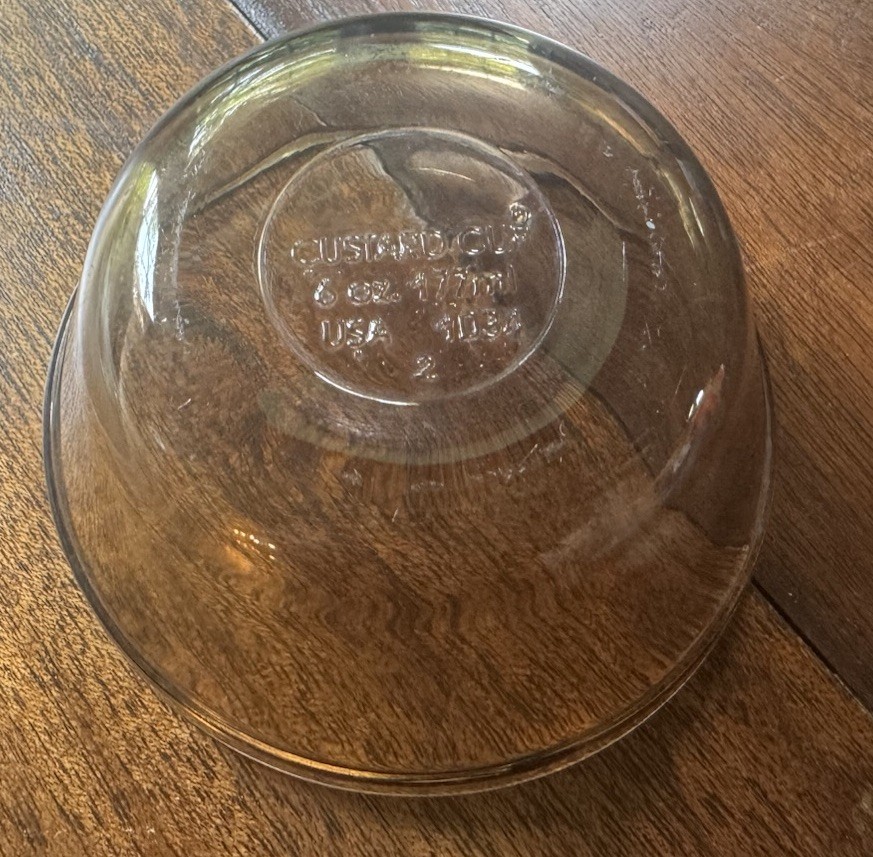 CUSTARD CUP®
6 oz. 177ml
USA 1034
2